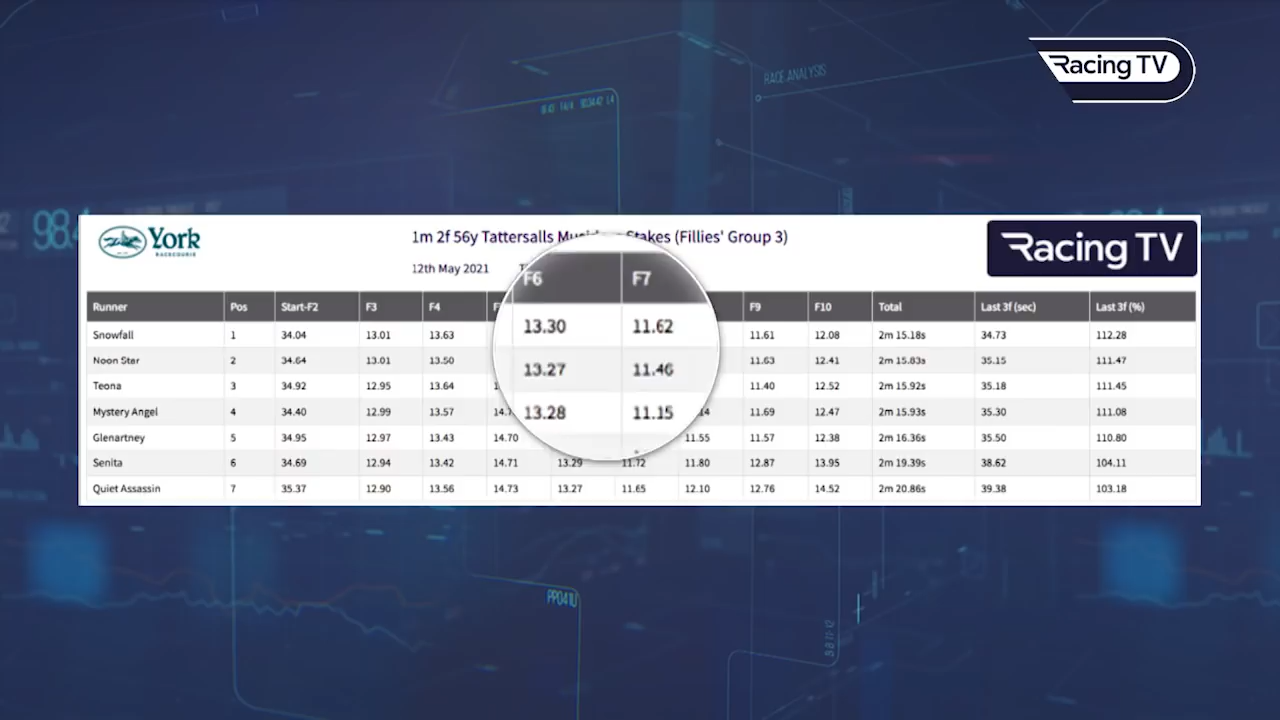 Racing TV
RACE ANALYSIS
98.4
York
RACECOURSE
1m 2f 56y Tattersalls Stakes (Fillies' Group 3)
12th May 2021
Racing TV
Runner Pos Start-F2 F3 F4 F6 F7 F9 F10 Total Last 3f (sec) Last 3f (%)
Snowfall 1 34.04 13.01 13.63 13.30 11.62 11.61 12.08 2m 15.18s 34.73 112.28
Noon Star 2 34.64 13.01 13.50 13.27 11.46 11.63 12.41 2m 15.83s 35.15 111.47
Teona 3 34.92 12.95 13.64 13.28 11.15 11.40 12.52 2m 15.92s 35.18 111.45
Mystery Angel 4 34.40 12.99 13.57 11.69 12.47 2m 15.93s 35.30 111.08
Glenartney 5 34.95 12.97 13.43 14.70 11.55 11.57 12.38 2m 16.36s 35.50 110.80
Senita 6 34.69 12.94 13.42 14.71 13.29 11.72 11.80 12.87 13.95 2m 19.39s 38.62 104.11
Quiet Assassin 7 35.37 12.90 13.56 14.73 13.27 11.65 12.10 12.76 14.52 2m 20.86s 39.38 103.18
PP041U